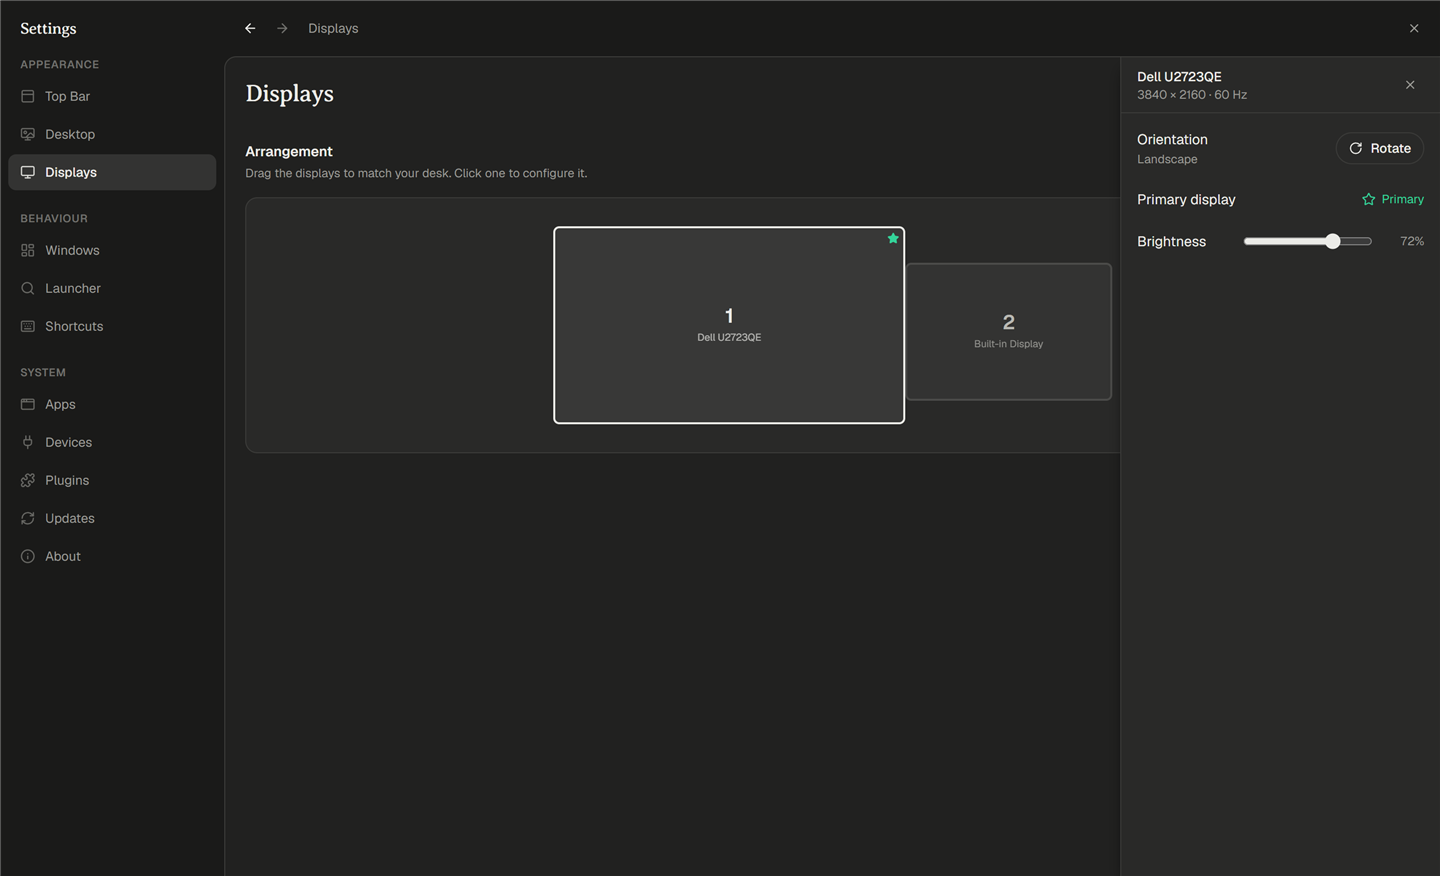 Settings
Displays
APPEARANCE
Top Bar
Desktop
Displays
BEHAVIOUR
Windows
Launcher
Shortcuts
SYSTEM
Apps
Devices
Plugins
Updates
About
Displays
Arrangement
Drag the displays to match your desk. Click one to configure it.
1
Dell U2723QE
2
Built-in Display
Dell U2723QE
3840 × 2160 · 60 Hz
Orientation
Landscape
Rotate
Primary display
Primary
Brightness
72%